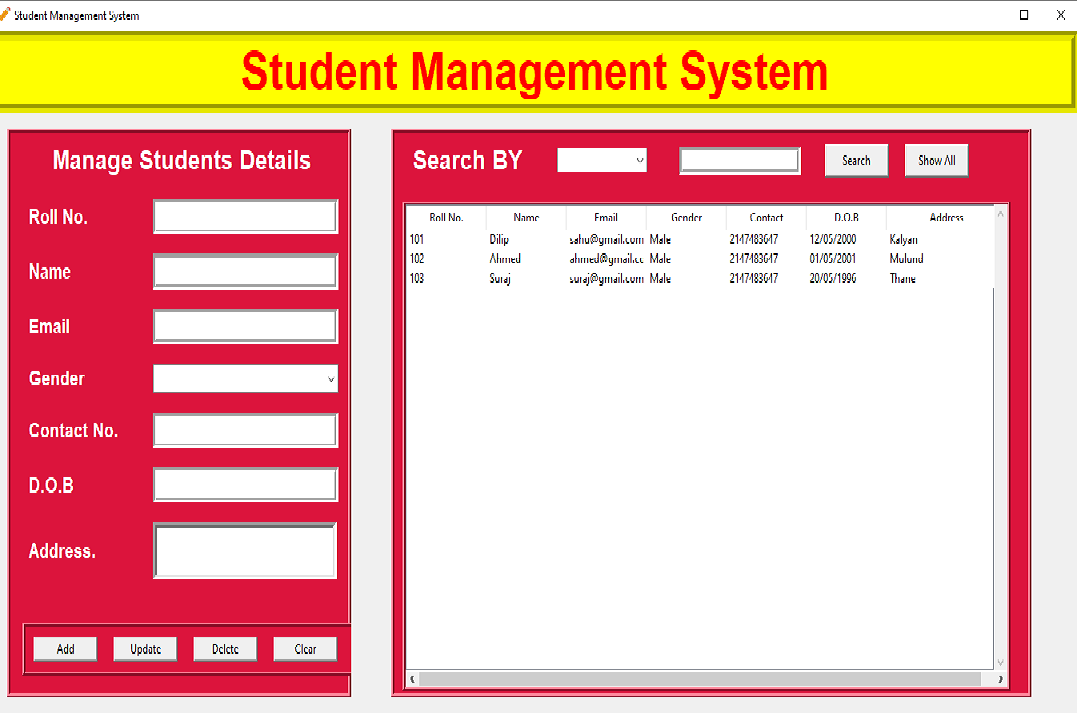 Student Management System
Student Management System
Manage Students Details
Roll No.
Name
Email
Gender
Contact No.
D.O.B
Address.
Add Update Delete Clear
Search BY Search Show All
Roll No. Name Email Gender Contact D.O.B Address
101 Dilip sahu@gmail.com Male 2147483647 12/05/2000 Kalyan
102 Ahmed ahmed@gmail.cc Male 2147483647 01/05/2001 Mulund
103 Suraj suraj@gmail.com Male 2147483647 20/05/1996 Thane